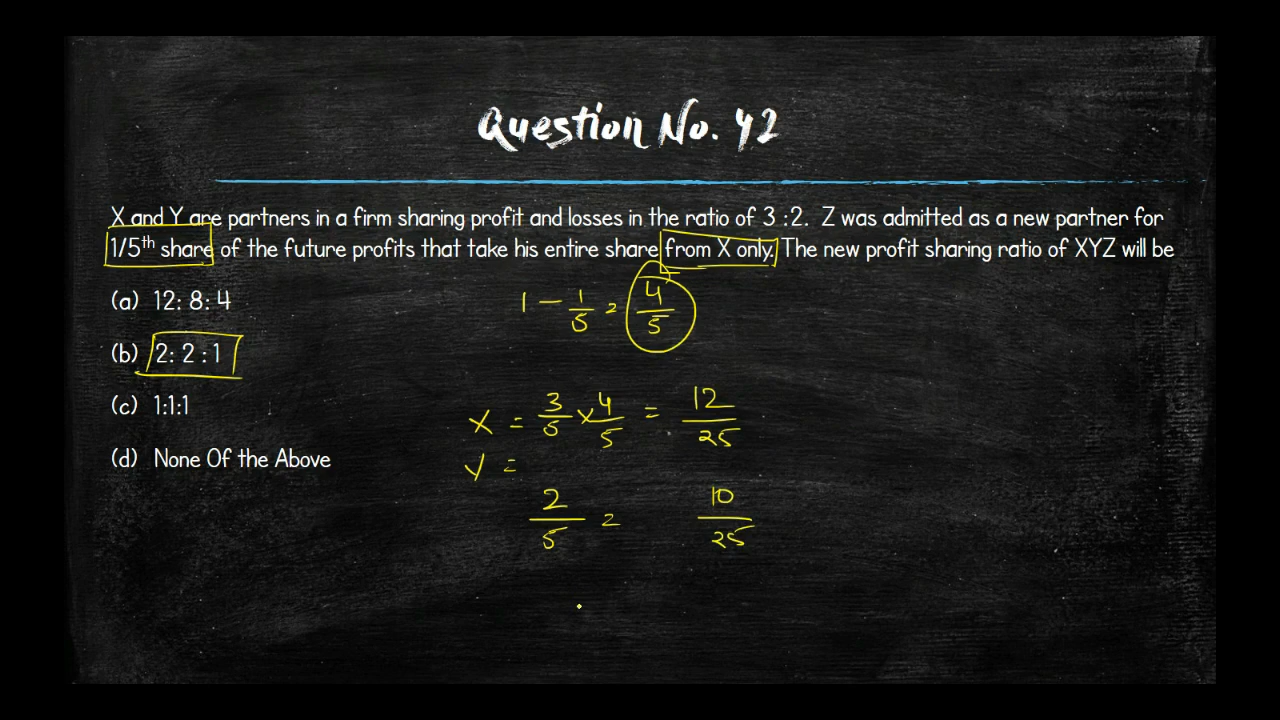 Question No. 42
X and Y are partners in a firm sharing profit and losses in the ratio of 3 :2. Z was admitted as a new partner for
1/5th share of the future profits that take his entire share from X only. The new profit sharing ratio of XYZ will be
(a) 12: 8: 4
(b) 2: 2 : 1
(c) 1:1:1
(d) None Of the Above
1 - 1/5 = 4/5
X = 3/5 x 4/5 = 12/25
Y =
2/5 = 10/25